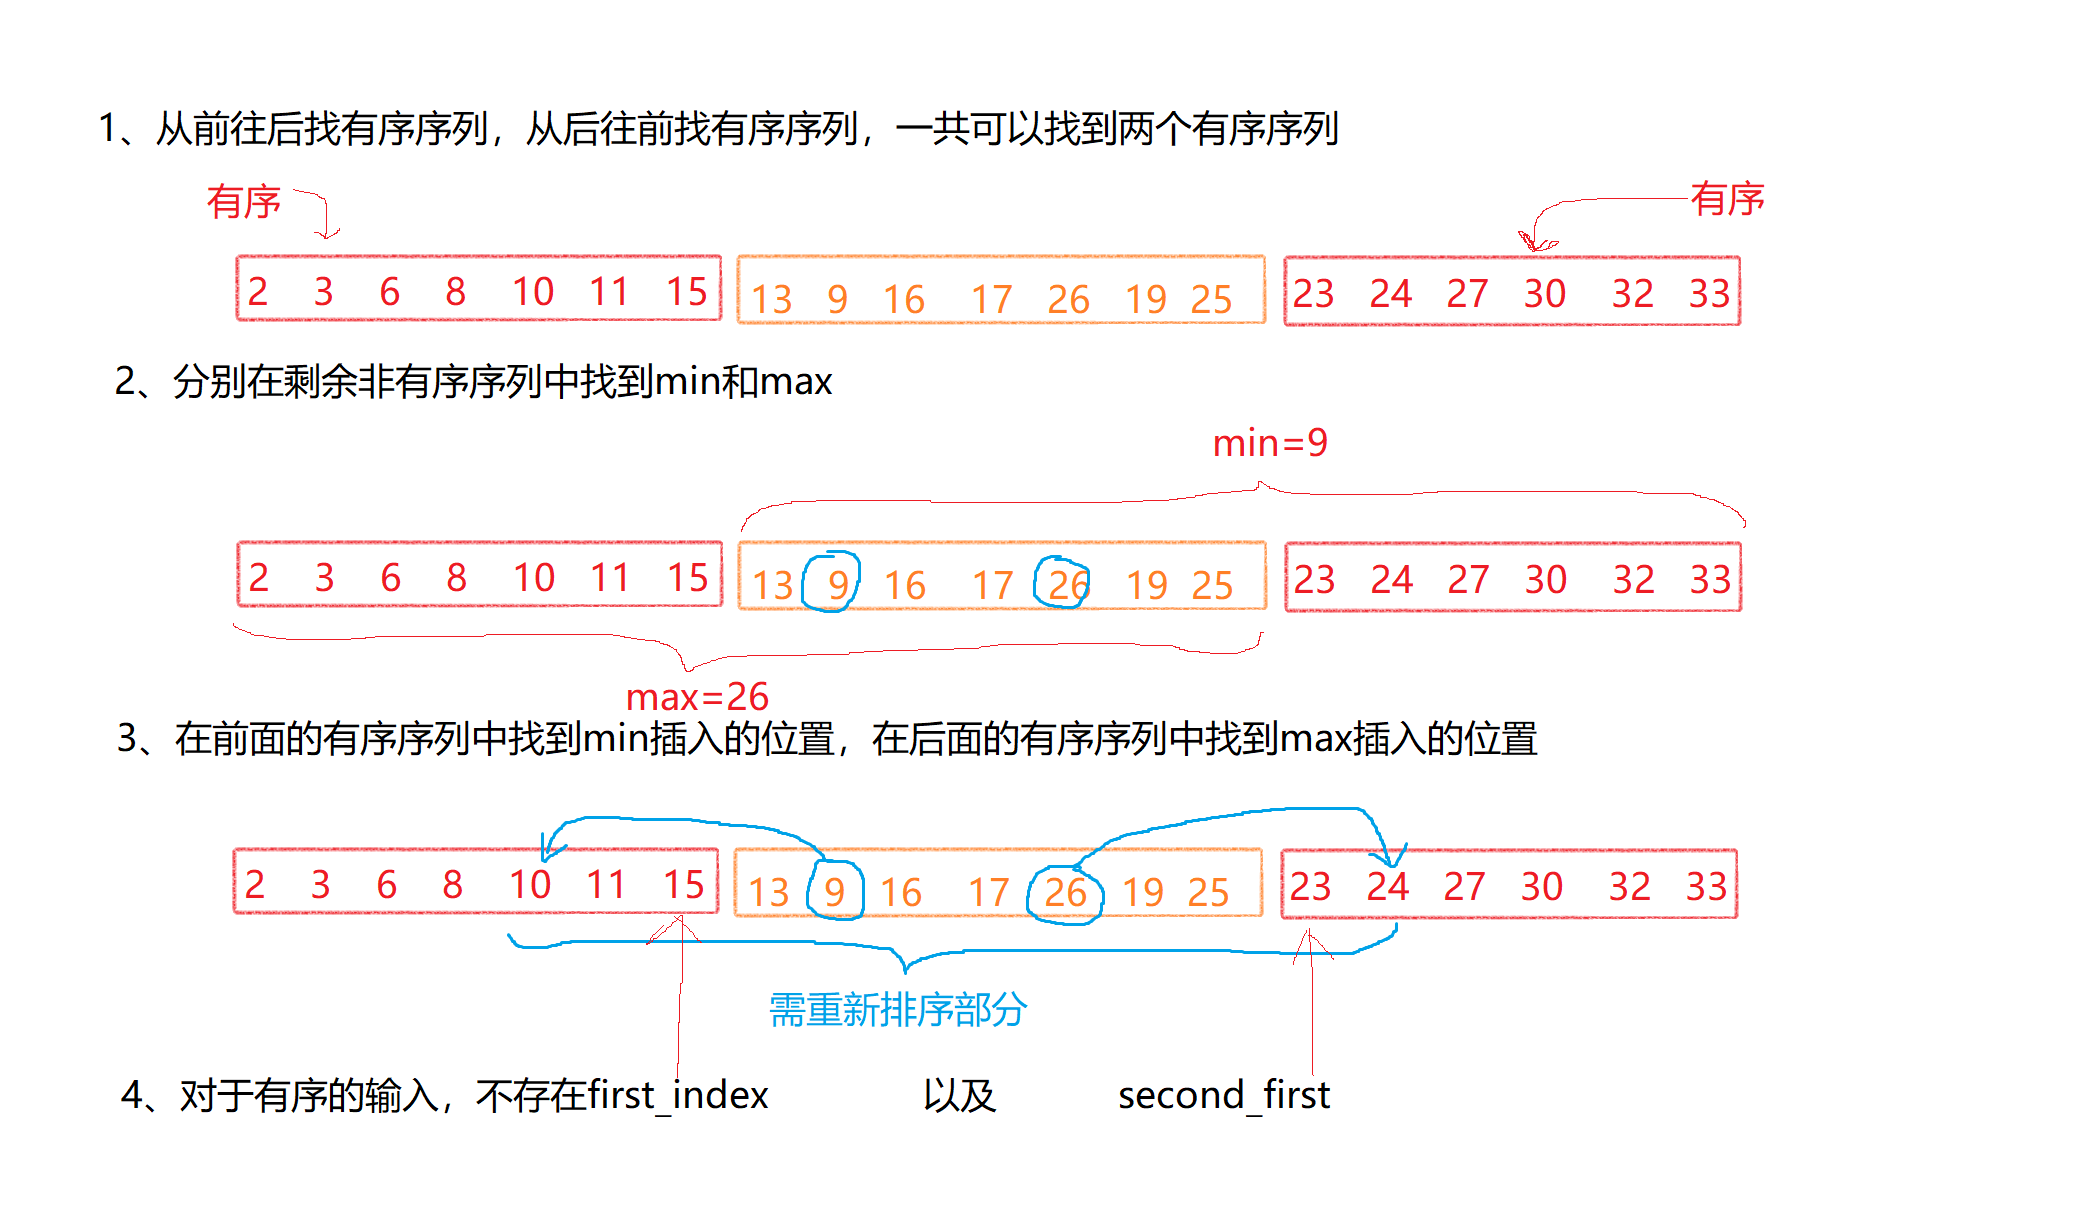 1、从前往后找有序序列，从后往前找有序序列，一共可以找到两个有序序列
有序 有序
2 3 6 8 10 11 15 13 9 16 17 26 19 25 23 24 27 30 32 33
2、分别在剩余非有序序列中找到min和max
min=9
2 3 6 8 10 11 15 13 9 16 17 26 19 25 23 24 27 30 32 33
max=26
3、在前面的有序序列中找到min插入的位置，在后面的有序序列中找到max插入的位置
2 3 6 8 10 11 15 13 9 16 17 26 19 25 23 24 27 30 32 33
需重新排序部分
4、对于有序的输入，不存在first_index 以及 second_first